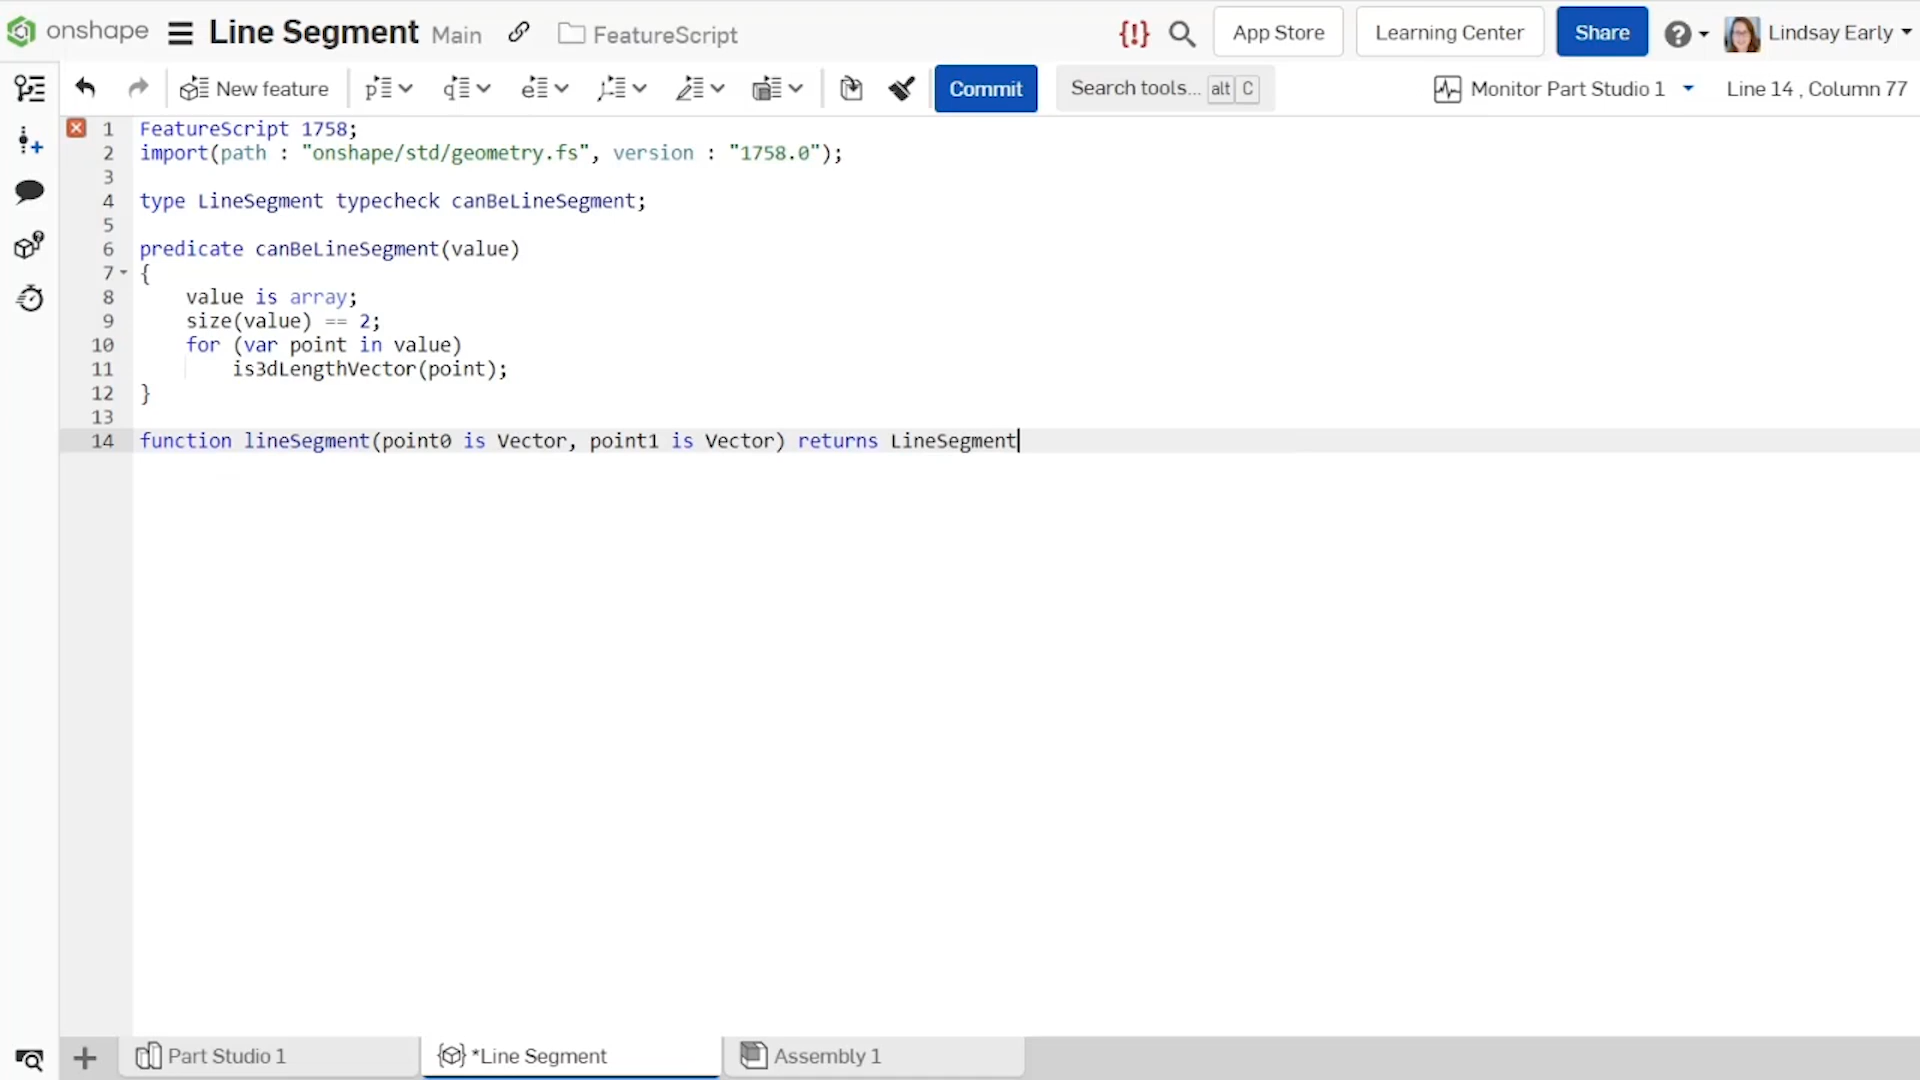 onshape Line Segment Main FeatureScript {!} App Store Learning Center Share Lindsay Early
New feature Commit Search tools... alt C Monitor Part Studio 1 Line 14 , Column 77
1 FeatureScript 1758;
2 import(path : "onshape/std/geometry.fs", version : "1758.0");
3
4 type LineSegment typecheck canBeLineSegment;
5
6 predicate canBeLineSegment(value)
7 {
8 value is array;
9 size(value) == 2;
10 for (var point in value)
11 is3dLengthVector(point);
12 }
13
14 function lineSegment(point0 is Vector, point1 is Vector) returns LineSegment
Part Studio 1 *Line Segment Assembly 1